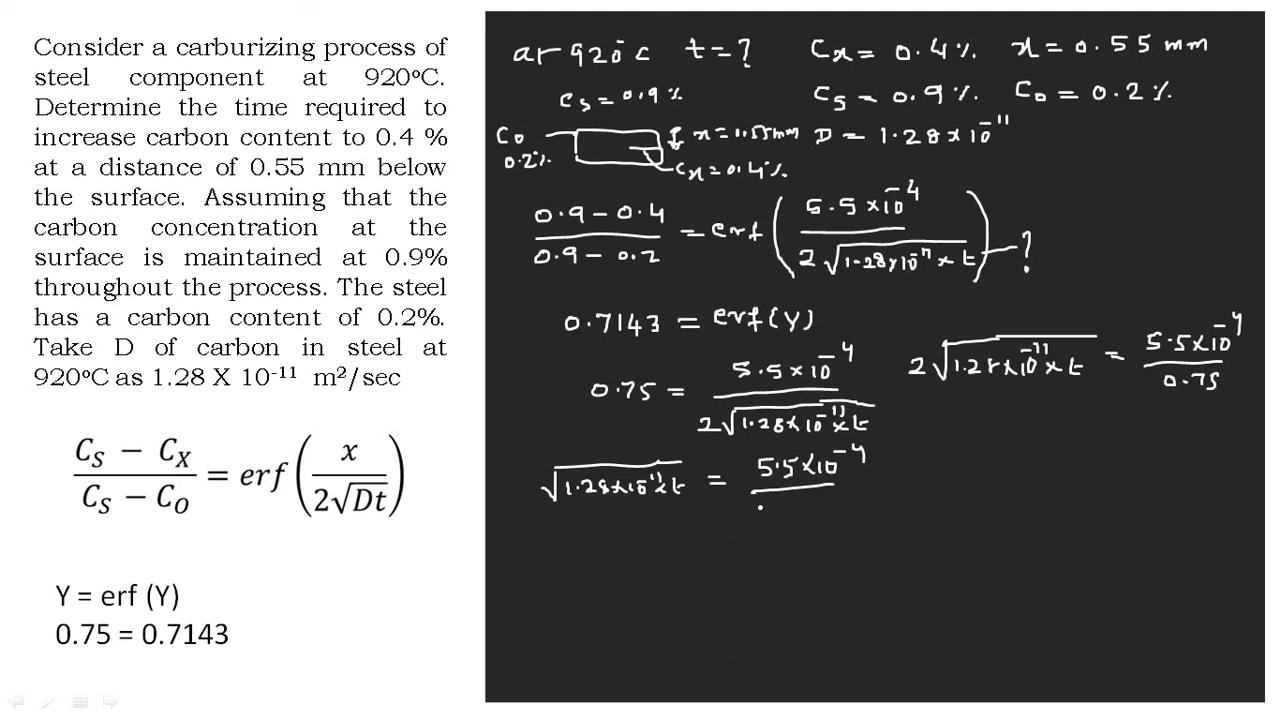 Consider a carburizing process of
steel component at 920ºC.
Determine the time required to
increase carbon content to 0.4 %
at a distance of 0.55 mm below
the surface. Assuming that the
carbon concentration at the
surface is maintained at 0.9%
throughout the process. The steel
has a carbon content of 0.2%.
Take D of carbon in steel at
920ºC as 1.28 X 10⁻¹¹ m²/sec
(C_S − C_X)/(C_S − C_O) = erf(x/(2√Dt))
Y = erf (Y)
0.75 = 0.7143
at 920°C t=? Cx = 0.4%. x = 0.55 mm
Cs = 0.9% Cs = 0.9%. Co = 0.2%.
Co 0.2%. x = 0.55mm D = 1.28×10⁻¹¹
Cx = 0.4%.
(0.9 − 0.4)/(0.9 − 0.2) = erf(5.5×10⁻⁴/(2√(1.28×10⁻¹¹×t))) ?
0.7143 = erf(Y)
0.75 = 5.5×10⁻⁴/(2√(1.28×10⁻¹¹×t)) 2√(1.28×10⁻¹¹×t) = 5.5×10⁻⁴/0.75
√(1.28×10⁻¹¹×t) = 5.5×10⁻⁴